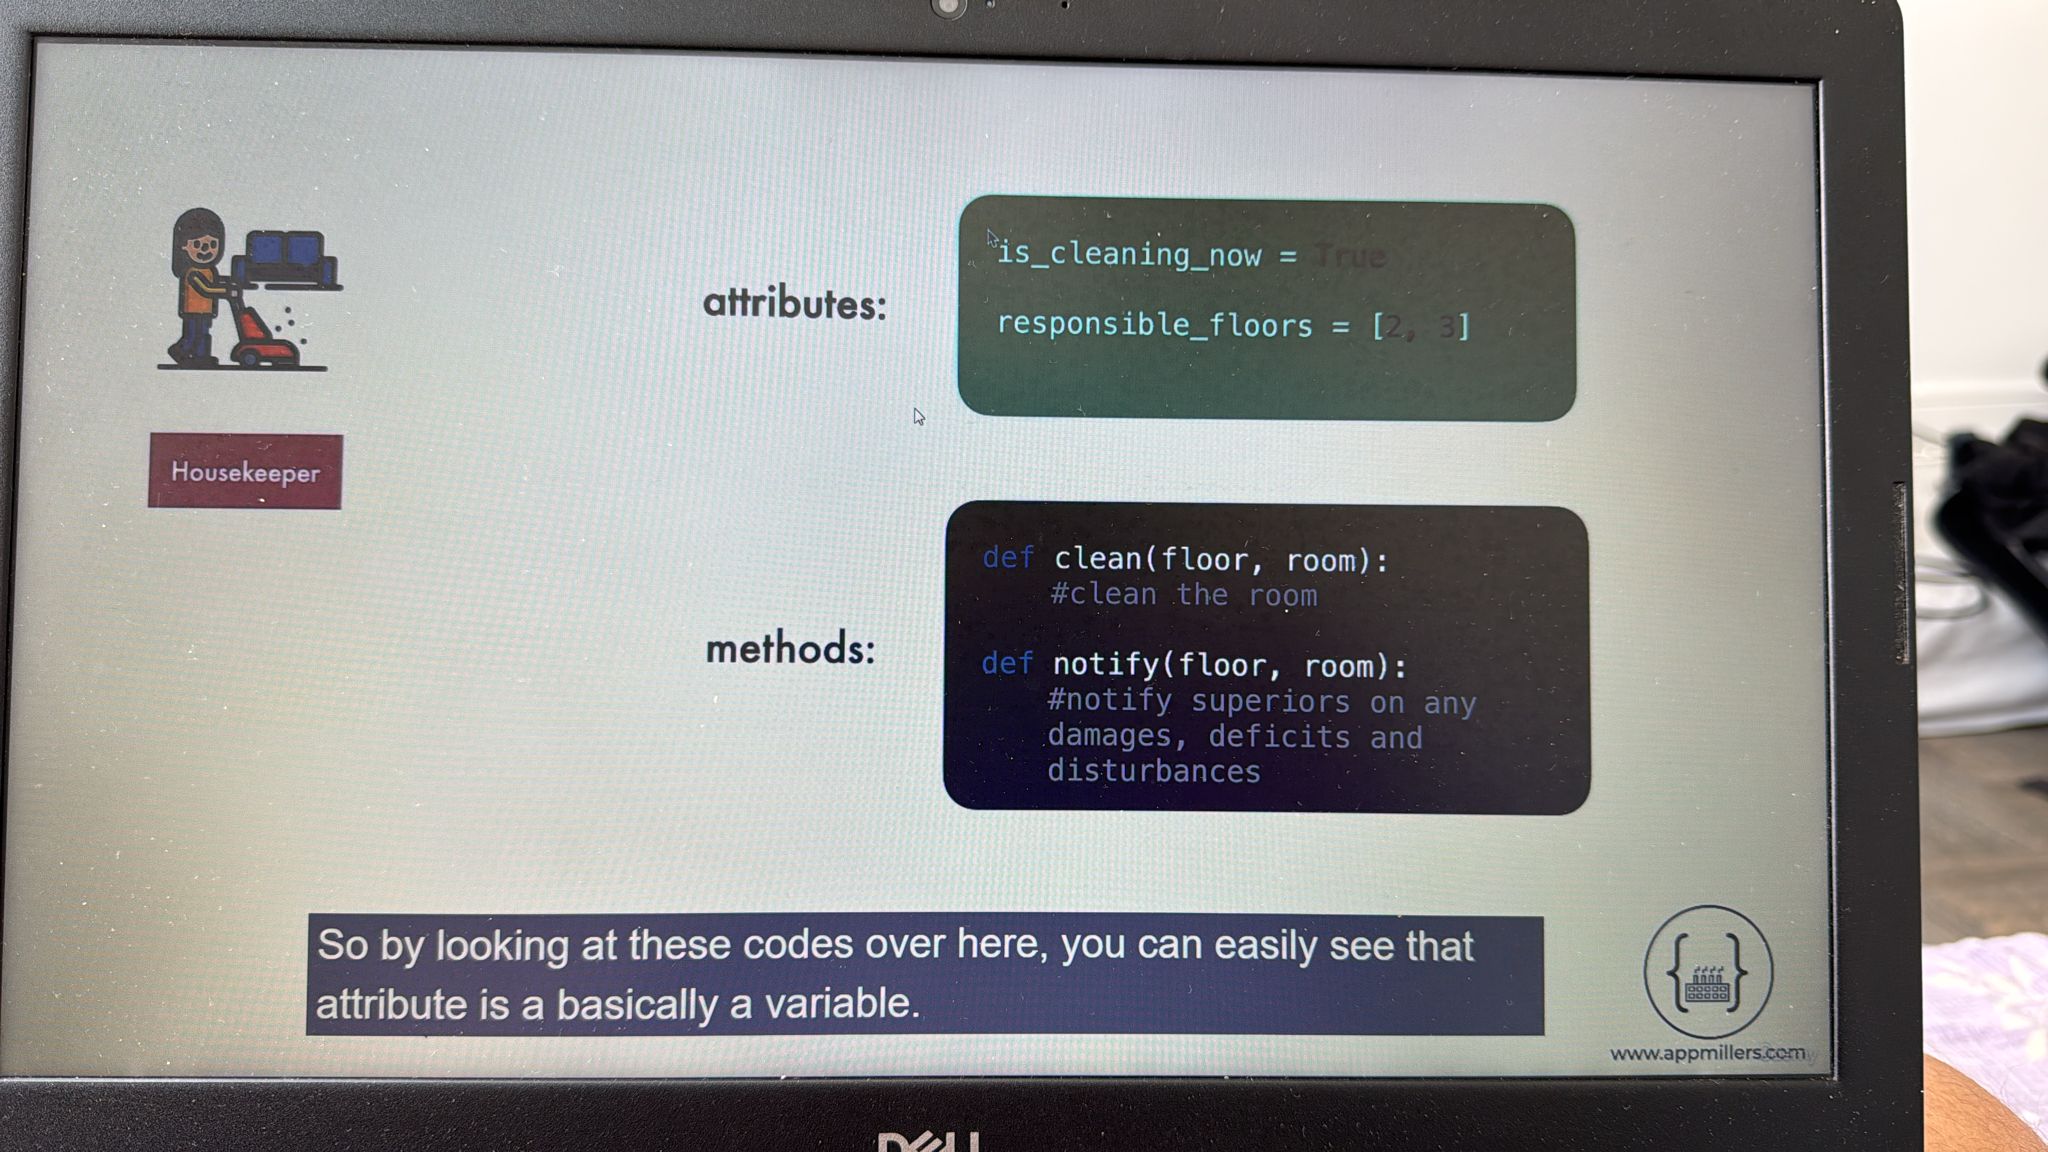 attributes:
is_cleaning_now = True
responsible_floors = [2, 3]
Housekeeper
methods:
def clean(floor, room):
#clean the room
def notify(floor, room):
#notify superiors on any
damages, deficits and
disturbances
So by looking at these codes over here, you can easily see that
attribute is a basically a variable.
www.appmillers.com
DELL